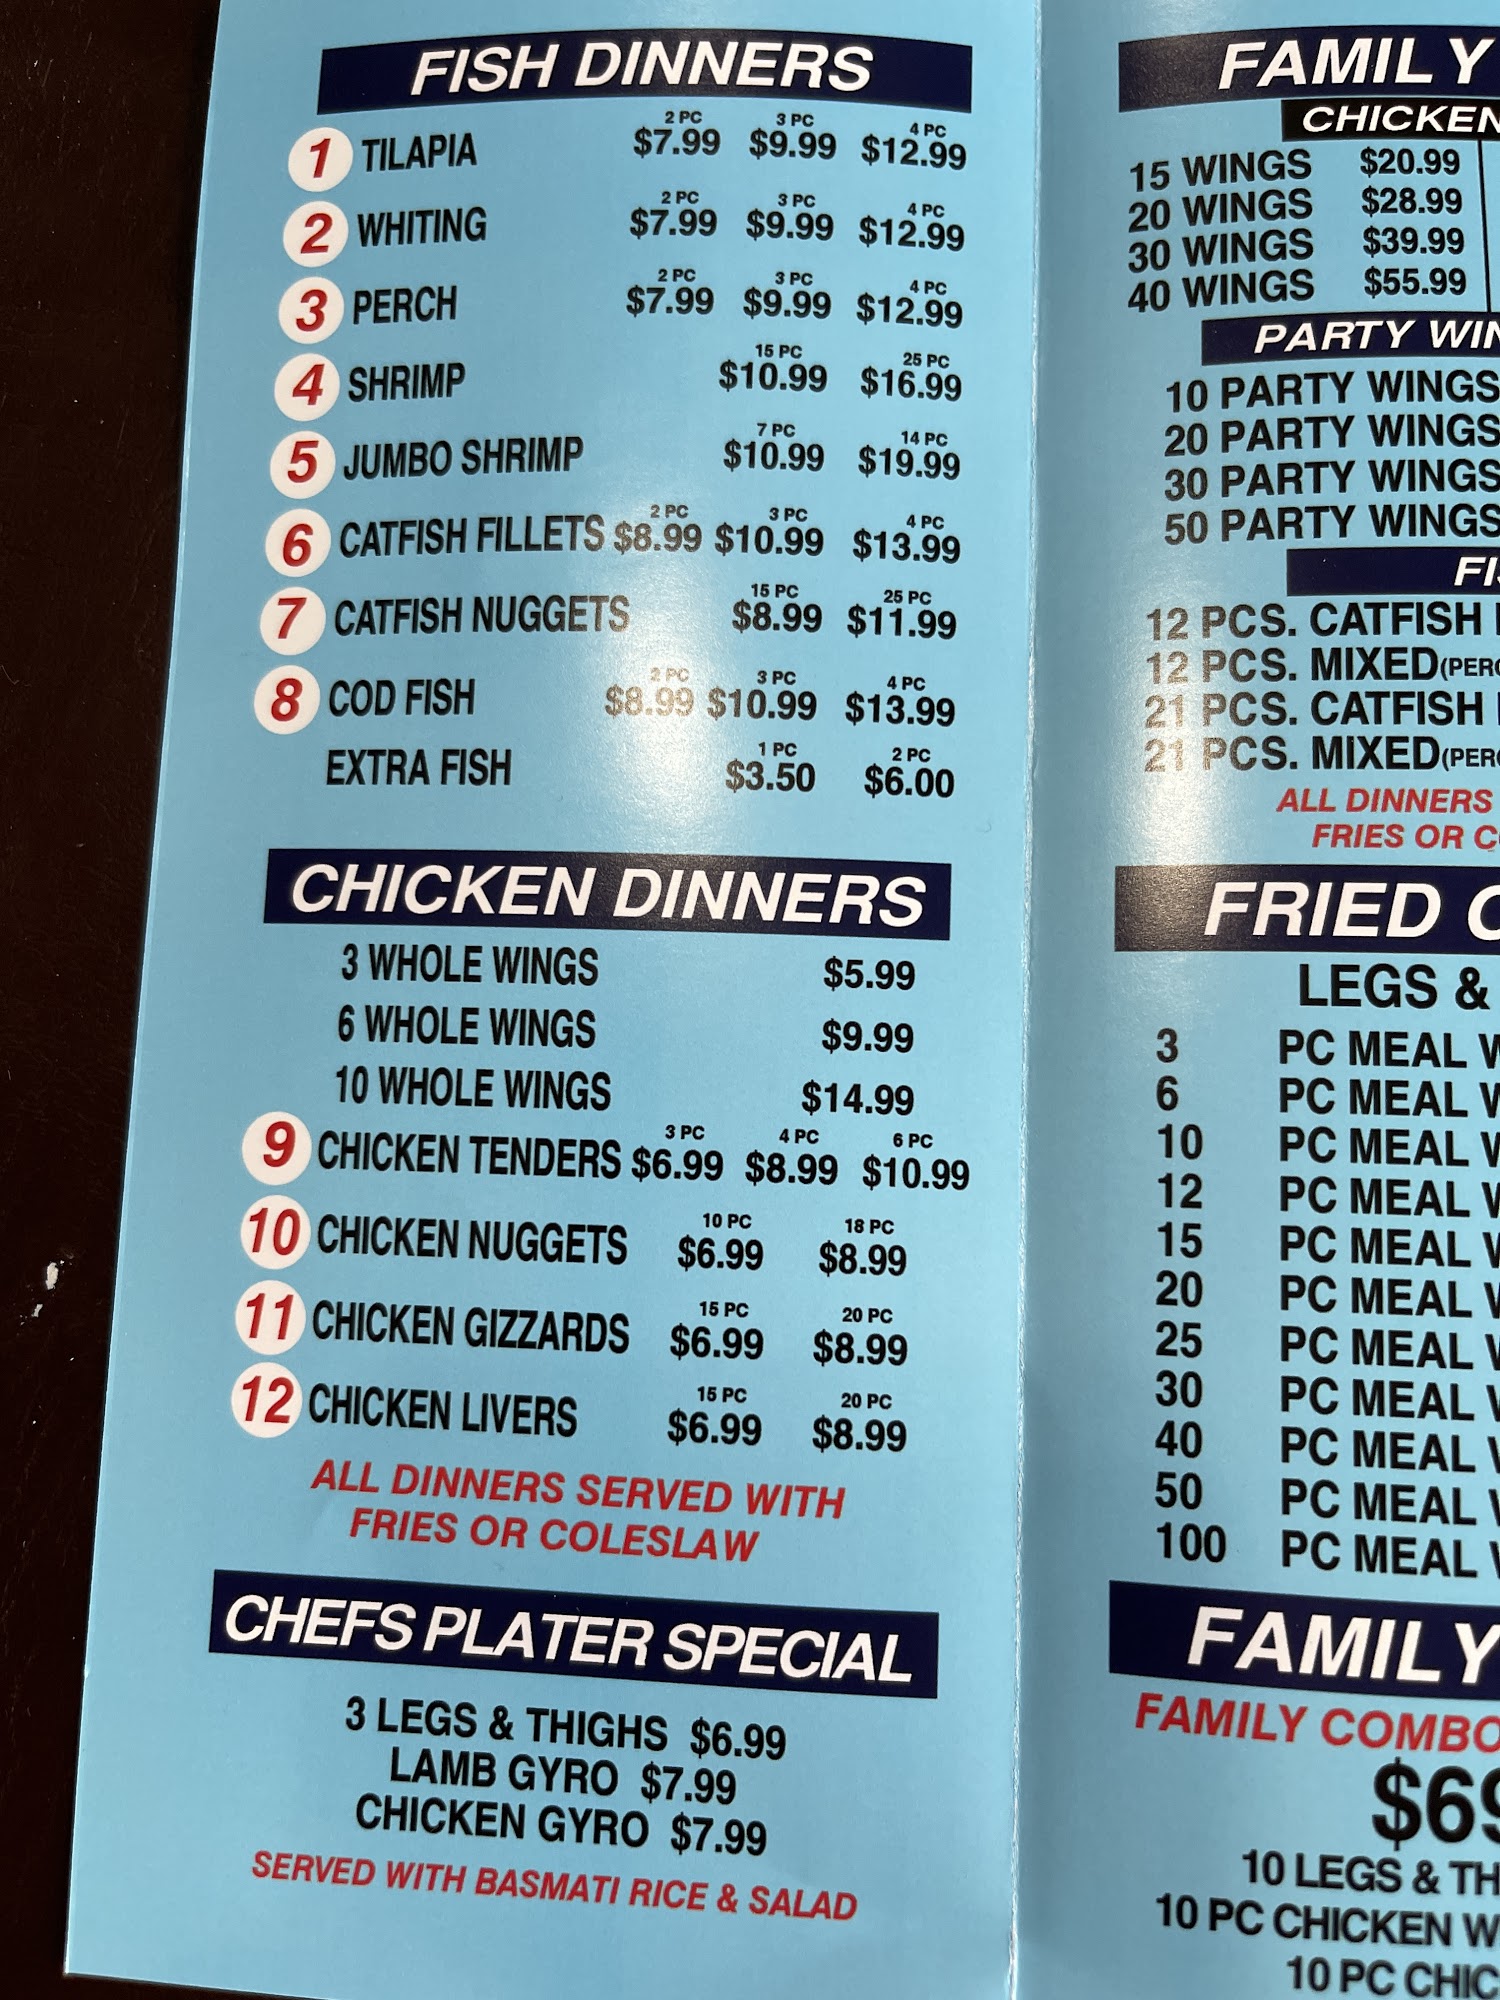 FISH DINNERS
2 PC 3 PC 4 PC
1 TILAPIA $7.99 $9.99 $12.99
2 PC 3 PC 4 PC
2 WHITING $7.99 $9.99 $12.99
2 PC 3 PC 4 PC
3 PERCH $7.99 $9.99 $12.99
15 PC 25 PC
4 SHRIMP $10.99 $16.99
7 PC 14 PC
5 JUMBO SHRIMP $10.99 $19.99
2 PC 3 PC 4 PC
6 CATFISH FILLETS $8.99 $10.99 $13.99
15 PC 25 PC
7 CATFISH NUGGETS $8.99 $11.99
2 PC 3 PC 4 PC
8 COD FISH $8.99 $10.99 $13.99
1 PC 2 PC
EXTRA FISH $3.50 $6.00
CHICKEN DINNERS
3 WHOLE WINGS $5.99
6 WHOLE WINGS $9.99
10 WHOLE WINGS $14.99
3 PC 4 PC 6 PC
9 CHICKEN TENDERS $6.99 $8.99 $10.99
10 PC 18 PC
10 CHICKEN NUGGETS $6.99 $8.99
15 PC 20 PC
11 CHICKEN GIZZARDS $6.99 $8.99
15 PC 20 PC
12 CHICKEN LIVERS $6.99 $8.99
ALL DINNERS SERVED WITH
FRIES OR COLESLAW
CHEFS PLATER SPECIAL
3 LEGS & THIGHS $6.99
LAMB GYRO $7.99
CHICKEN GYRO $7.99
SERVED WITH BASMATI RICE & SALAD
FAMILY
CHICKEN
15 WINGS $20.99
20 WINGS $28.99
30 WINGS $39.99
40 WINGS $55.99
PARTY
10 PARTY WINGS
20 PARTY WINGS
30 PARTY WINGS
50 PARTY WINGS
12 PCS. CATFISH
12 PCS. MIXED
21 PCS. CATFISH
21 PCS. MIXED
ALL DINNERS
FRIES OR
FRIED
LEGS &
3 PC MEAL
6 PC MEAL
10 PC MEAL
12 PC MEAL
15 PC MEAL
20 PC MEAL
25 PC MEAL
30 PC MEAL
40 PC MEAL
50 PC MEAL
100 PC MEAL
FAMILY
FAMILY COMBO
10 LEGS &
10 PC CHICKEN
10 PC